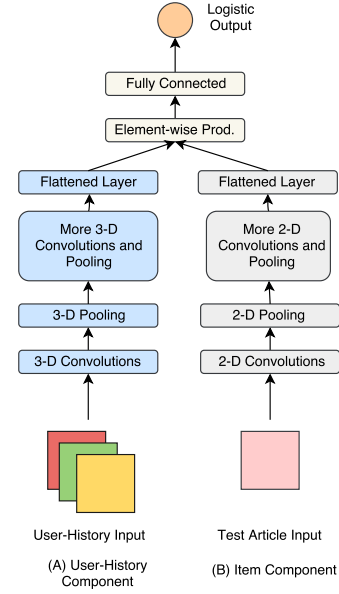 Logistic
Output
Fully Connected
Element-wise Prod.
Flattened Layer
Flattened Layer
More 3-D
Convolutions and
Pooling
More 2-D
Convolutions and
Pooling
3-D Pooling
2-D Pooling
3-D Convolutions
2-D Convolutions
User-History Input
Test Article Input
(A) User-History
Component
(B) Item Component